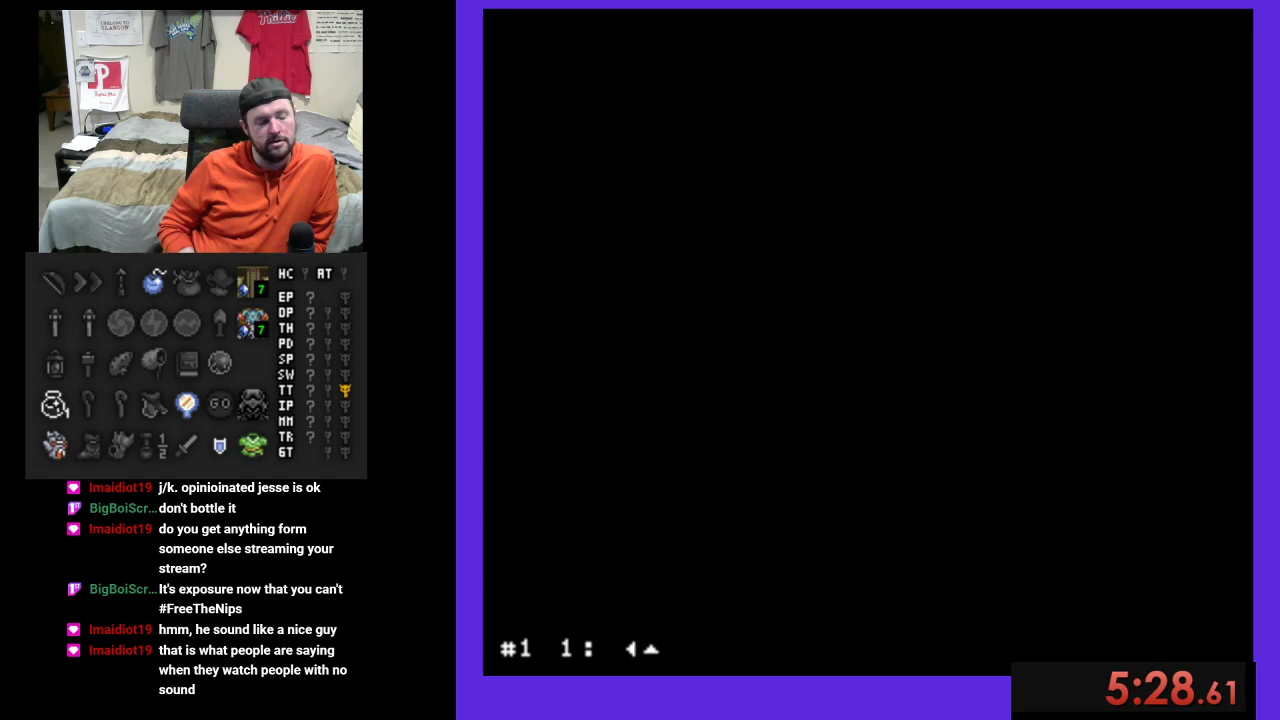 I BELONG TO
GLASGOW
P
7
7
GO
1
2
HC AT
EP ?
DP ?
TH ?
PD ?
SP ?
SW ?
TT ?
IP ?
MM ?
TR ?
GT
Imaidiot19 j/k. opinioinated jesse is ok
BigBoiScr... don't bottle it
Imaidiot19 do you get anything form
someone else streaming your
stream?
BigBoiScr... It's exposure now that you can't
#FreeTheNips
Imaidiot19 hmm, he sound like a nice guy
Imaidiot19 that is what people are saying
when they watch people with no
sound
#1 1:
5:28.61